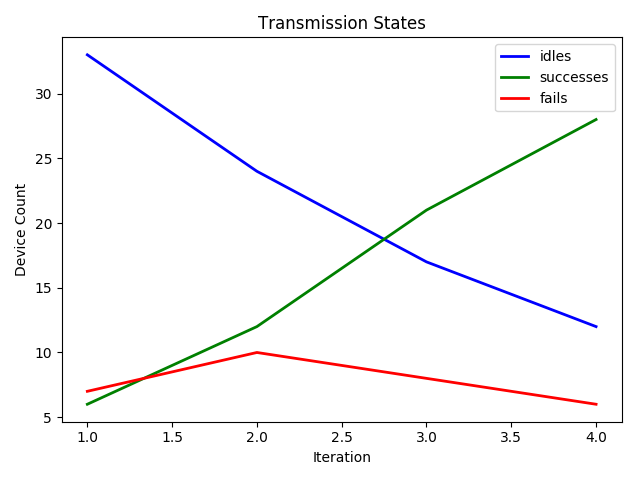 Transmission States
idles
successes
fails
Device Count
30
25
20
15
10
5
1.0 1.5 2.0 2.5 3.0 3.5 4.0
Iteration